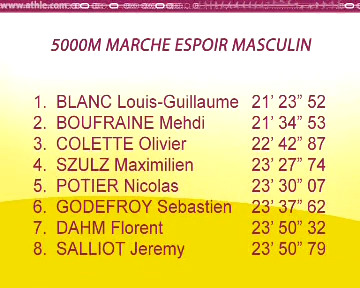 www.athle.com
5000M MARCHE ESPOIR MASCULIN
1. BLANC Louis-Guillaume 21' 23" 52
2. BOUFRAINE Mehdi 21' 34" 53
3. COLETTE Olivier 22' 42" 87
4. SZULZ Maximilien 23' 27" 74
5. POTIER Nicolas 23' 30" 07
6. GODEFROY Sebastien 23' 37" 62
7. DAHM Florent 23' 50" 32
8. SALLIOT Jeremy 23' 50" 79